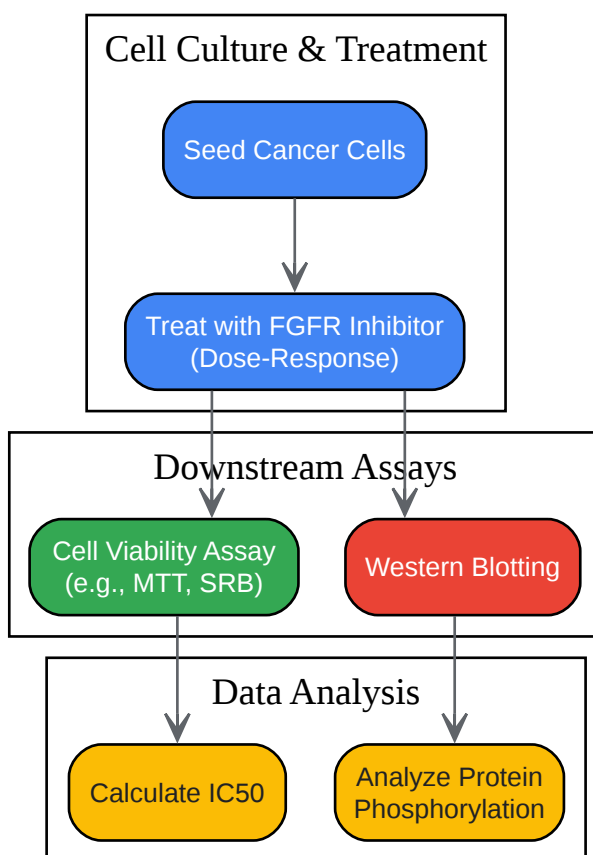 Cell Culture & Treatment
Seed Cancer Cells
Treat with FGFR Inhibitor
(Dose-Response)
Downstream Assays
Cell Viability Assay
(e.g., MTT, SRB)
Western Blotting
Data Analysis
Calculate IC50
Analyze Protein
Phosphorylation